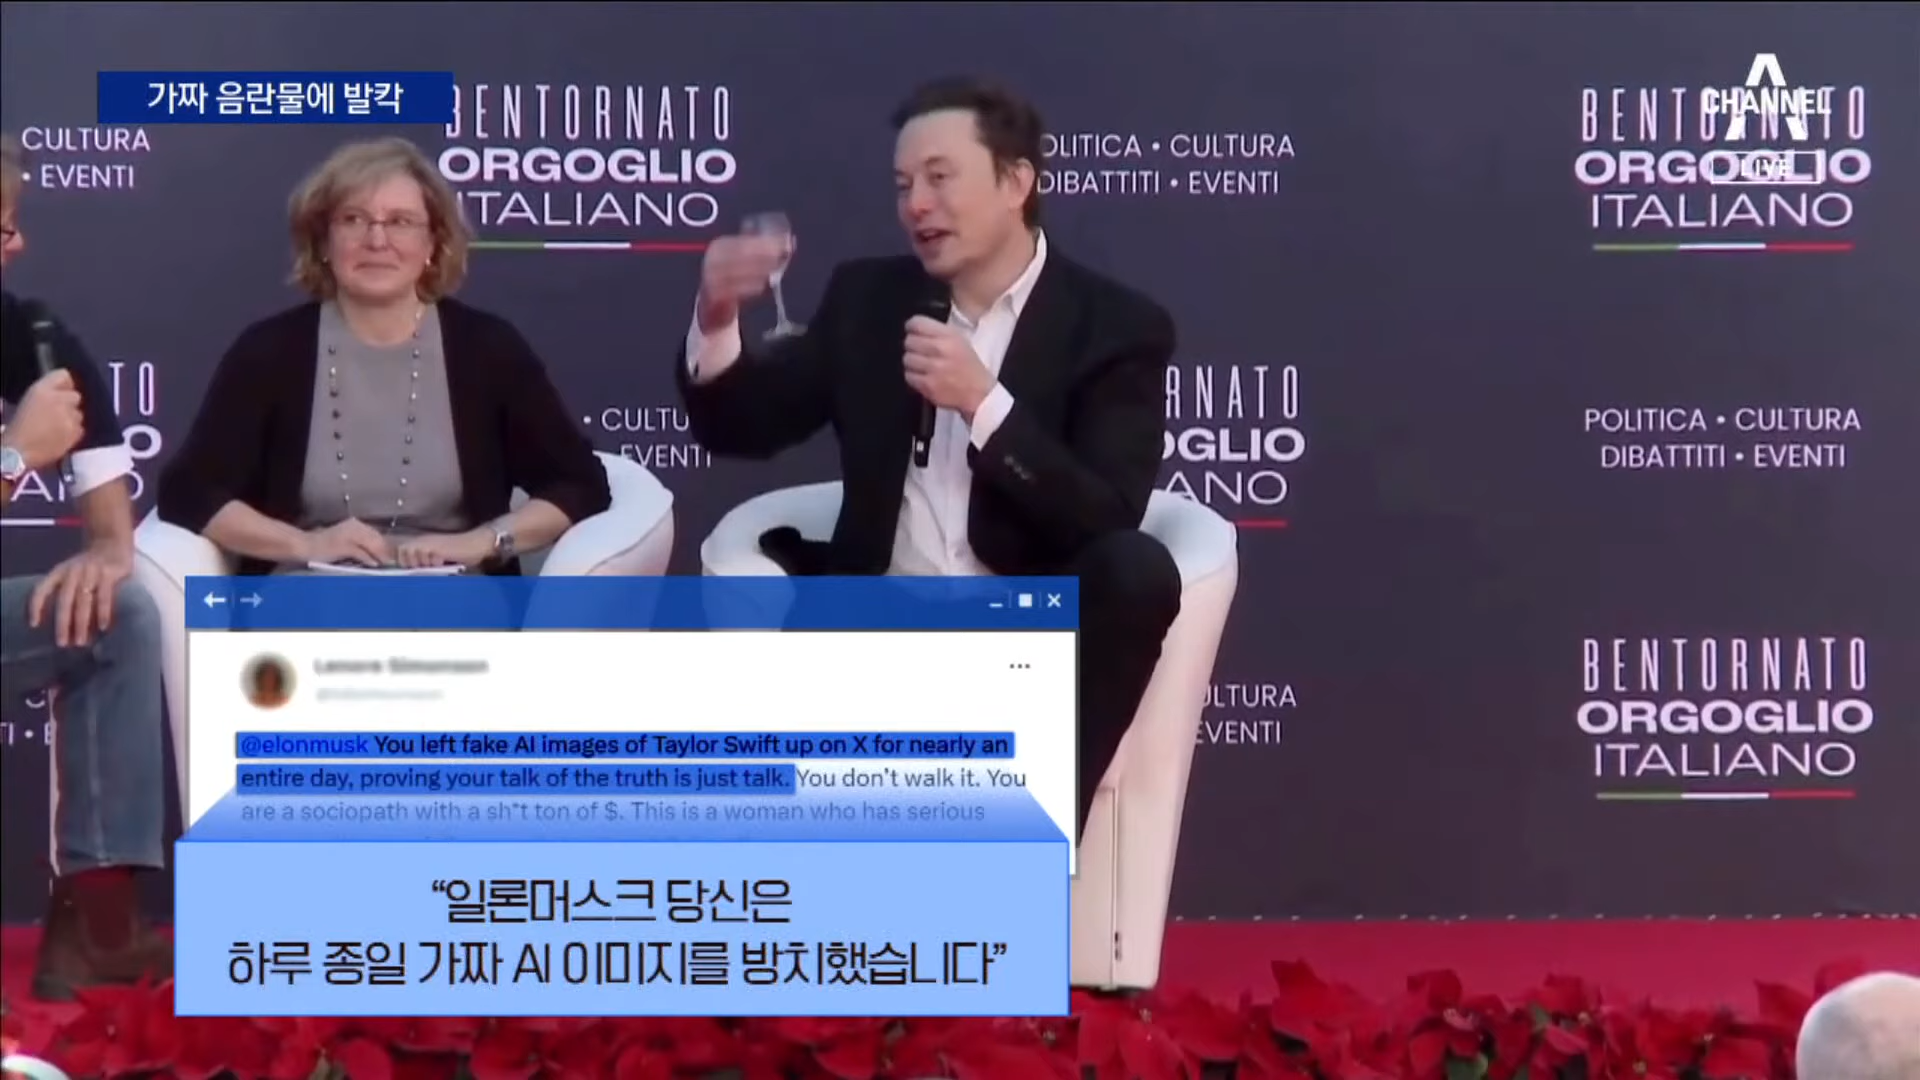 가짜 음란물에 발칵
CHANNEL A
LIVE
CULTURA
• EVENTI
BENTORNATO
ORGOGLIO
ITALIANO
POLITICA • CULTURA
DIBATTITI • EVENTI
BENTORNATO
ORGOGLIO
ITALIANO
TO
O
ANO
• CULTU
EVENTI
RNATO
OGLIO
ANO
POLITICA • CULTURA
DIBATTITI • EVENTI
TI • E
ULTURA
EVENTI
BENTORNATO
ORGOGLIO
ITALIANO
@elonmusk You left fake AI images of Taylor Swift up on X for nearly an
entire day, proving your talk of the truth is just talk. You don't walk it. You
are a sociopath with a sh*t ton of $. This is a woman who has serious
“일론머스크 당신은
하루 종일 가짜 AI 이미지를 방치했습니다”